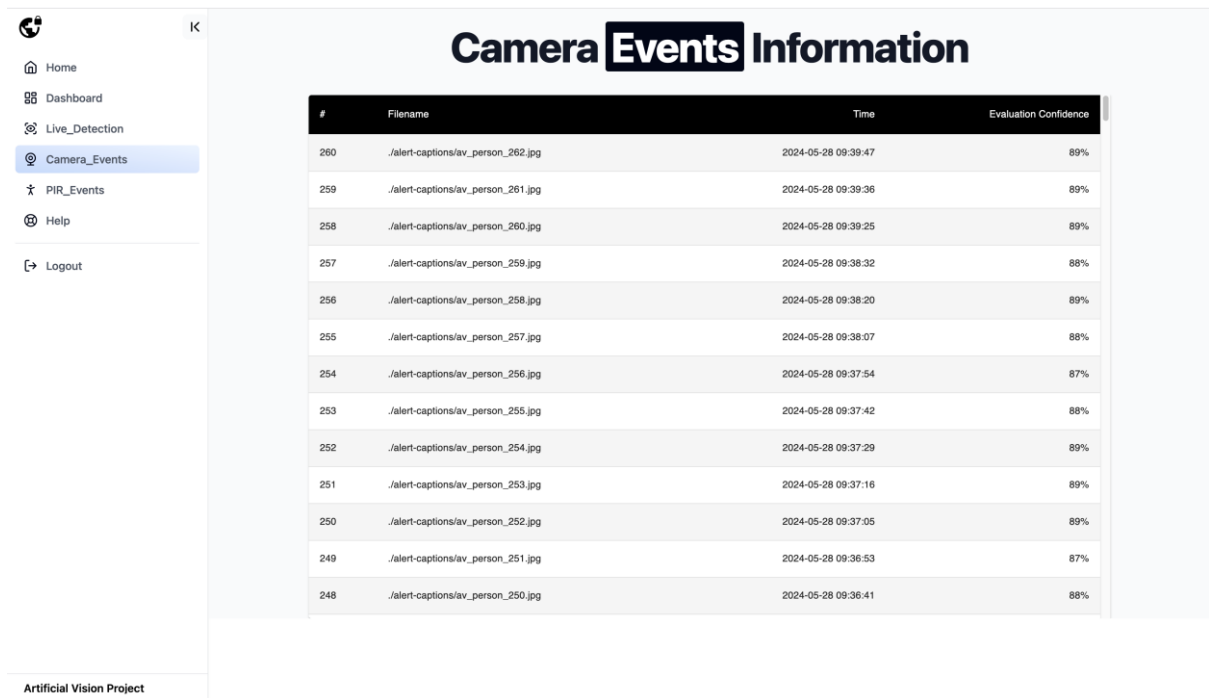 Home
Dashboard
Live_Detection
Camera_Events
PIR_Events
Help
Logout
Artificial Vision Project
Camera Events Information
# Filename Time Evaluation Confidence
260 ./alert-captions/av_person_262.jpg 2024-05-28 09:39:47 89%
259 ./alert-captions/av_person_261.jpg 2024-05-28 09:39:36 89%
258 ./alert-captions/av_person_260.jpg 2024-05-28 09:39:25 89%
257 ./alert-captions/av_person_259.jpg 2024-05-28 09:38:32 88%
256 ./alert-captions/av_person_258.jpg 2024-05-28 09:38:20 89%
255 ./alert-captions/av_person_257.jpg 2024-05-28 09:38:07 88%
254 ./alert-captions/av_person_256.jpg 2024-05-28 09:37:54 87%
253 ./alert-captions/av_person_255.jpg 2024-05-28 09:37:42 88%
252 ./alert-captions/av_person_254.jpg 2024-05-28 09:37:29 89%
251 ./alert-captions/av_person_253.jpg 2024-05-28 09:37:16 89%
250 ./alert-captions/av_person_252.jpg 2024-05-28 09:37:05 89%
249 ./alert-captions/av_person_251.jpg 2024-05-28 09:36:53 87%
248 ./alert-captions/av_person_250.jpg 2024-05-28 09:36:41 88%